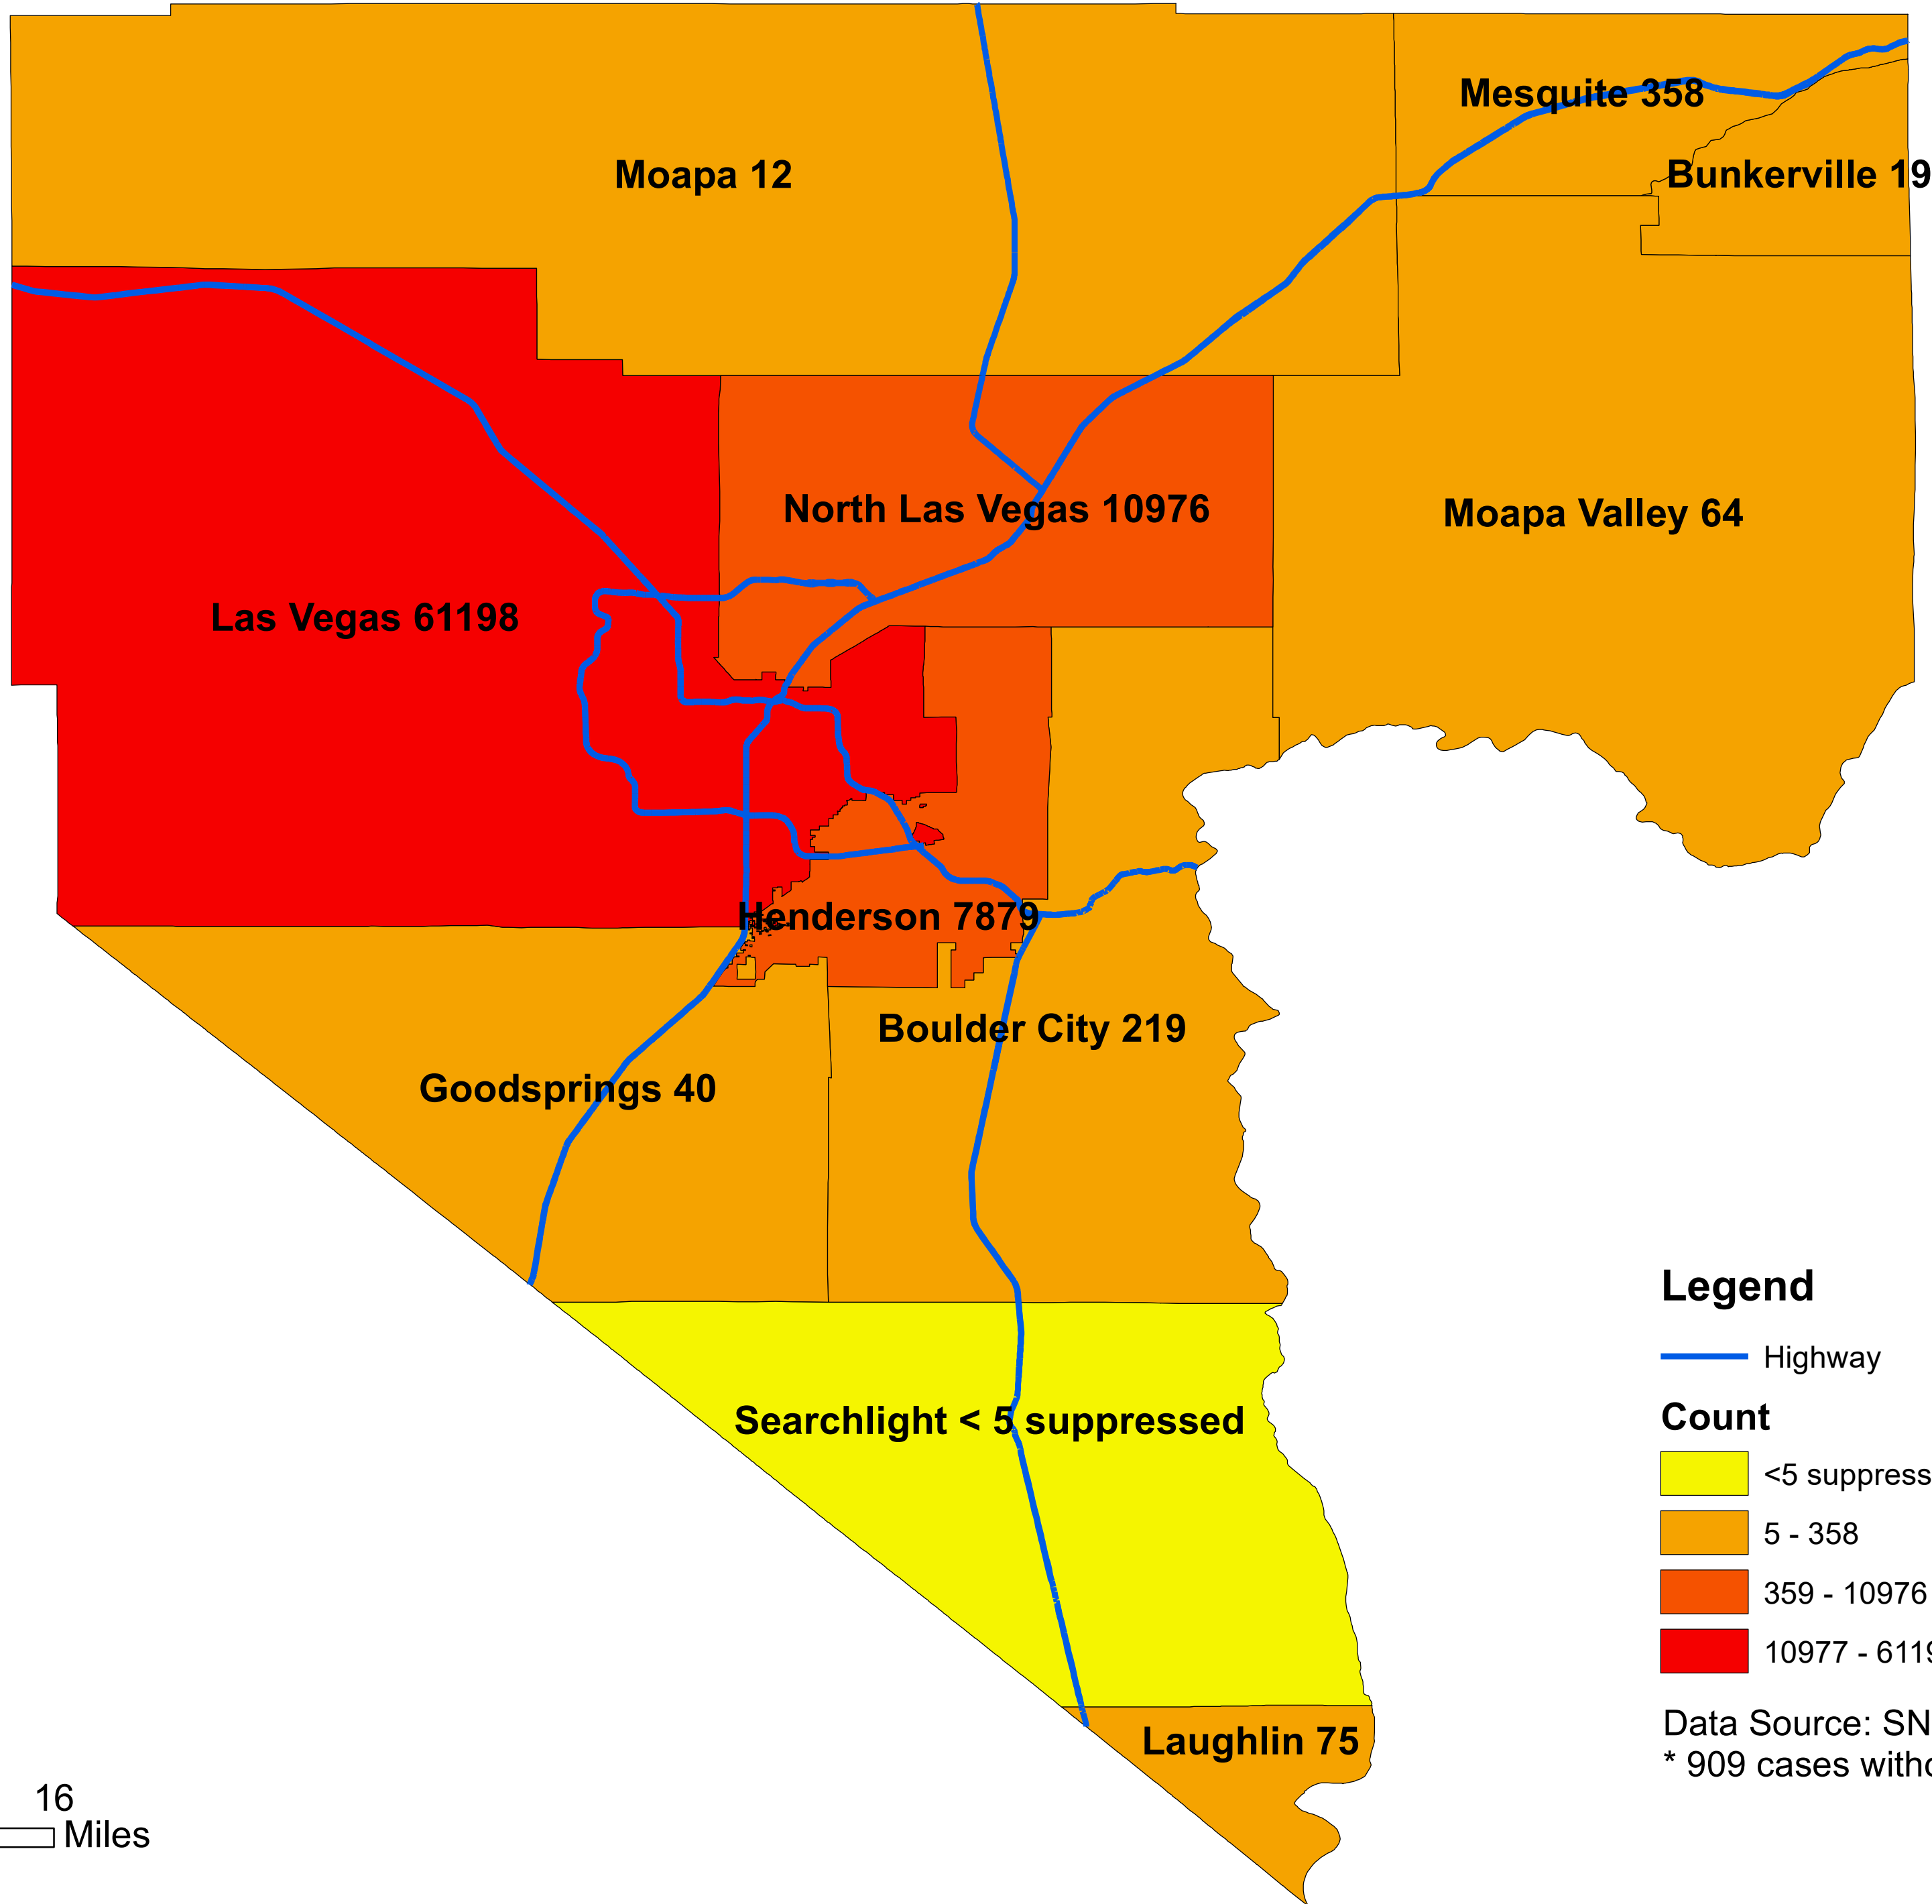 Mesquite 358
Moapa 12
Bunkerville 19
North Las Vegas 10976
Moapa Valley 64
Las Vegas 61198
Henderson 7879
Boulder City 219
Goodsprings 40
Legend
Highway
Count
Searchlight < 5 suppressed
<5 suppress
5 - 358
359 - 10976
10977 - 6119
Data Source: SN
Laughlin 75
* 909 cases witho
16
Miles